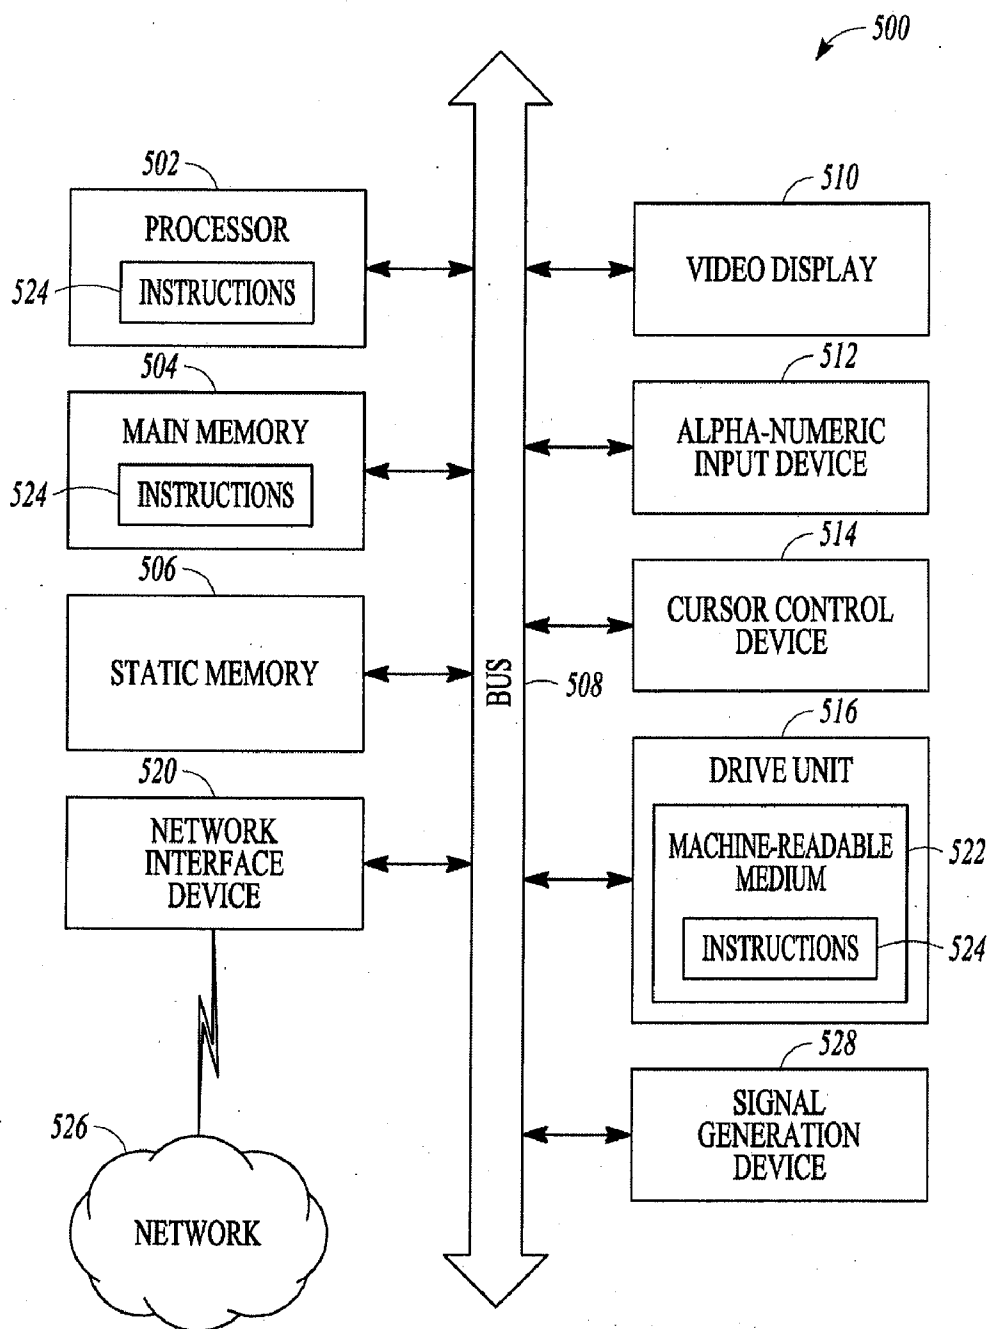 500
502
PROCESSOR
524
INSTRUCTIONS
504
MAIN MEMORY
524
INSTRUCTIONS
506
STATIC MEMORY
520
NETWORK
INTERFACE
DEVICE
526
NETWORK
BUS
508
510
VIDEO DISPLAY
512
ALPHA-NUMERIC
INPUT DEVICE
514
CURSOR CONTROL
DEVICE
516
DRIVE UNIT
MACHINE-READABLE
MEDIUM
522
INSTRUCTIONS
524
528
SIGNAL
GENERATION
DEVICE